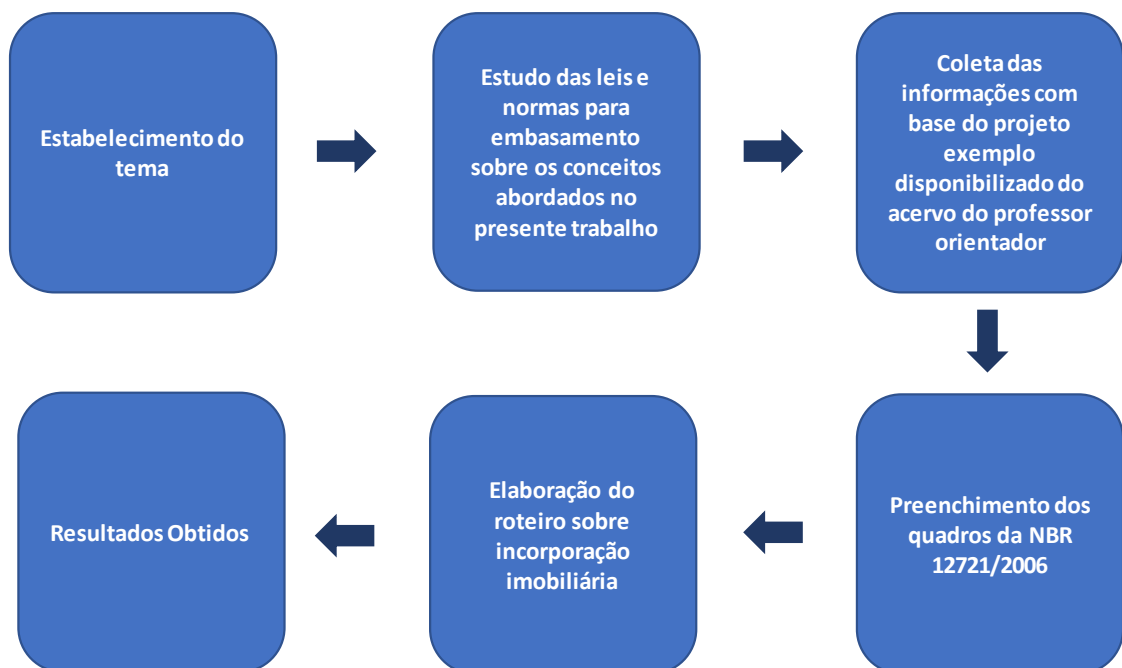 Estabelecimento do
tema
Estudo das leis e
normas para
embasamento
sobre os conceitos
abordados no
presente trabalho
Coleta das
informações com
base do projeto
exemplo
disponibilizado do
acervo do professor
orientador
Preenchimento dos
quadros da NBR
12721/2006
Elaboração do
roteiro sobre
incorporação
imobiliária
Resultados Obtidos